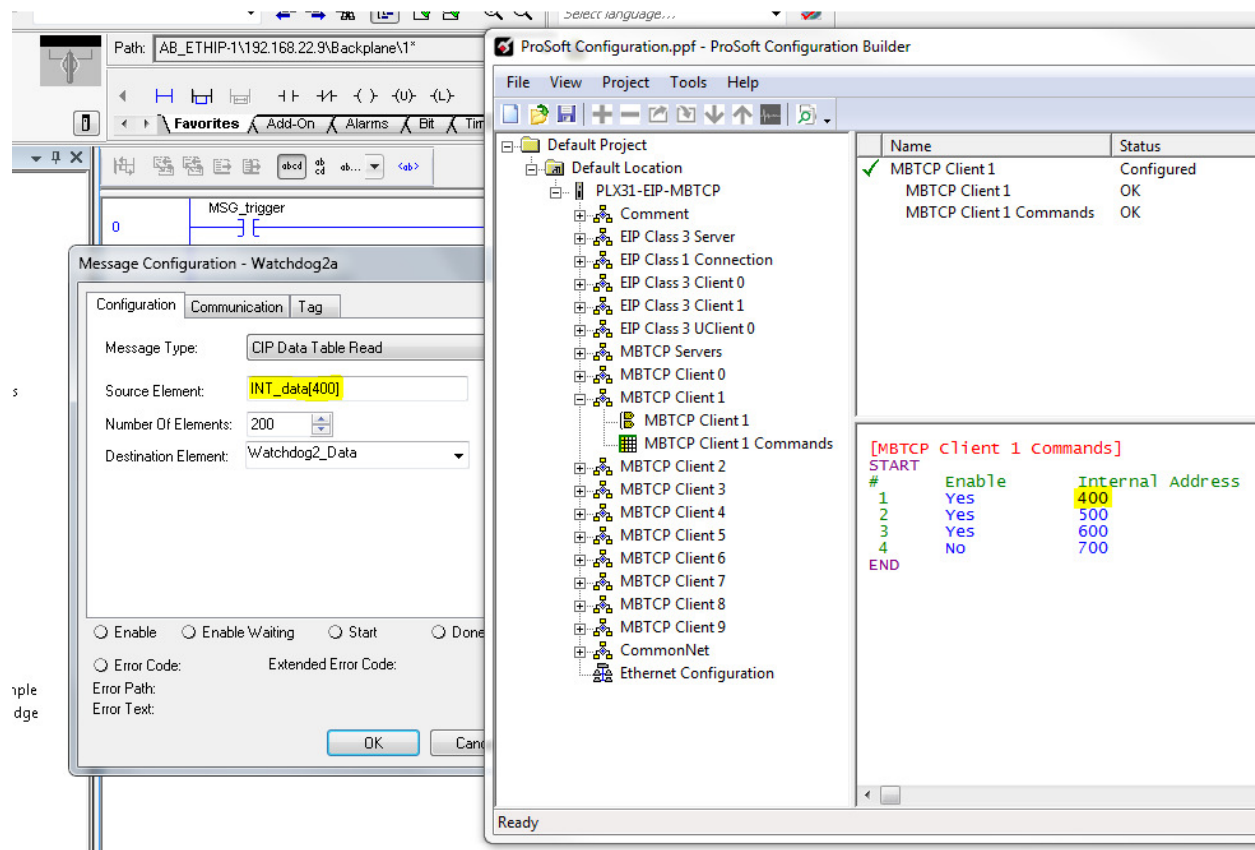 Select language...
Path: AB_ETHIP-1\192.168.22.9\Backplane\1*
Favorites Add-On Alarms Bit Tim
abcd ab cd ab... <ab>
MSG_trigger
0
Message Configuration - Watchdog2a
Configuration Communication Tag
Message Type: CIP Data Table Read
Source Element: INT_data[400]
Number Of Elements: 200
Destination Element: Watchdog2_Data
Enable Enable Waiting Start Done
Error Code: Extended Error Code:
Error Path:
Error Text:
OK Canc
s
nple
dge
ProSoft Configuration.ppf - ProSoft Configuration Builder
File View Project Tools Help
Default Project
Default Location
PLX31-EIP-MBTCP
Comment
EIP Class 3 Server
EIP Class 1 Connection
EIP Class 3 Client 0
EIP Class 3 Client 1
EIP Class 3 UClient 0
MBTCP Servers
MBTCP Client 0
MBTCP Client 1
MBTCP Client 1
MBTCP Client 1 Commands
MBTCP Client 2
MBTCP Client 3
MBTCP Client 4
MBTCP Client 5
MBTCP Client 6
MBTCP Client 7
MBTCP Client 8
MBTCP Client 9
CommonNet
Ethernet Configuration
Name Status
MBTCP Client 1 Configured
MBTCP Client 1 OK
MBTCP Client 1 Commands OK
[MBTCP Client 1 Commands]
START
# Enable Internal Address
1 Yes 400
2 Yes 500
3 Yes 600
4 No 700
END
Ready